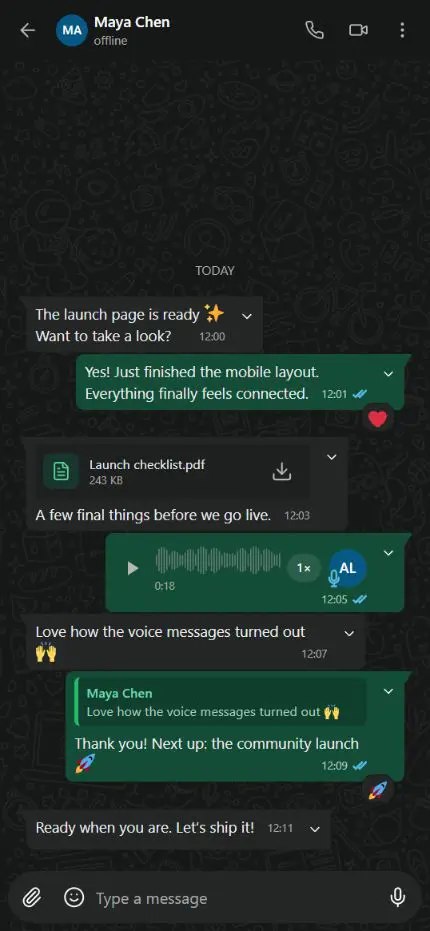 MA
Maya Chen
offline
TODAY
The launch page is ready ✨
Want to take a look? 12:00
Yes! Just finished the mobile layout.
Everything finally feels connected. 12:01
❤️
Launch checklist.pdf
243 KB
A few final things before we go live. 12:03
1×
AL
0:18
12:05
Love how the voice messages turned out
🙌 12:07
Maya Chen
Love how the voice messages turned out 🙌
Thank you! Next up: the community launch
🚀 12:09
🚀
Ready when you are. Let's ship it! 12:11
Type a message